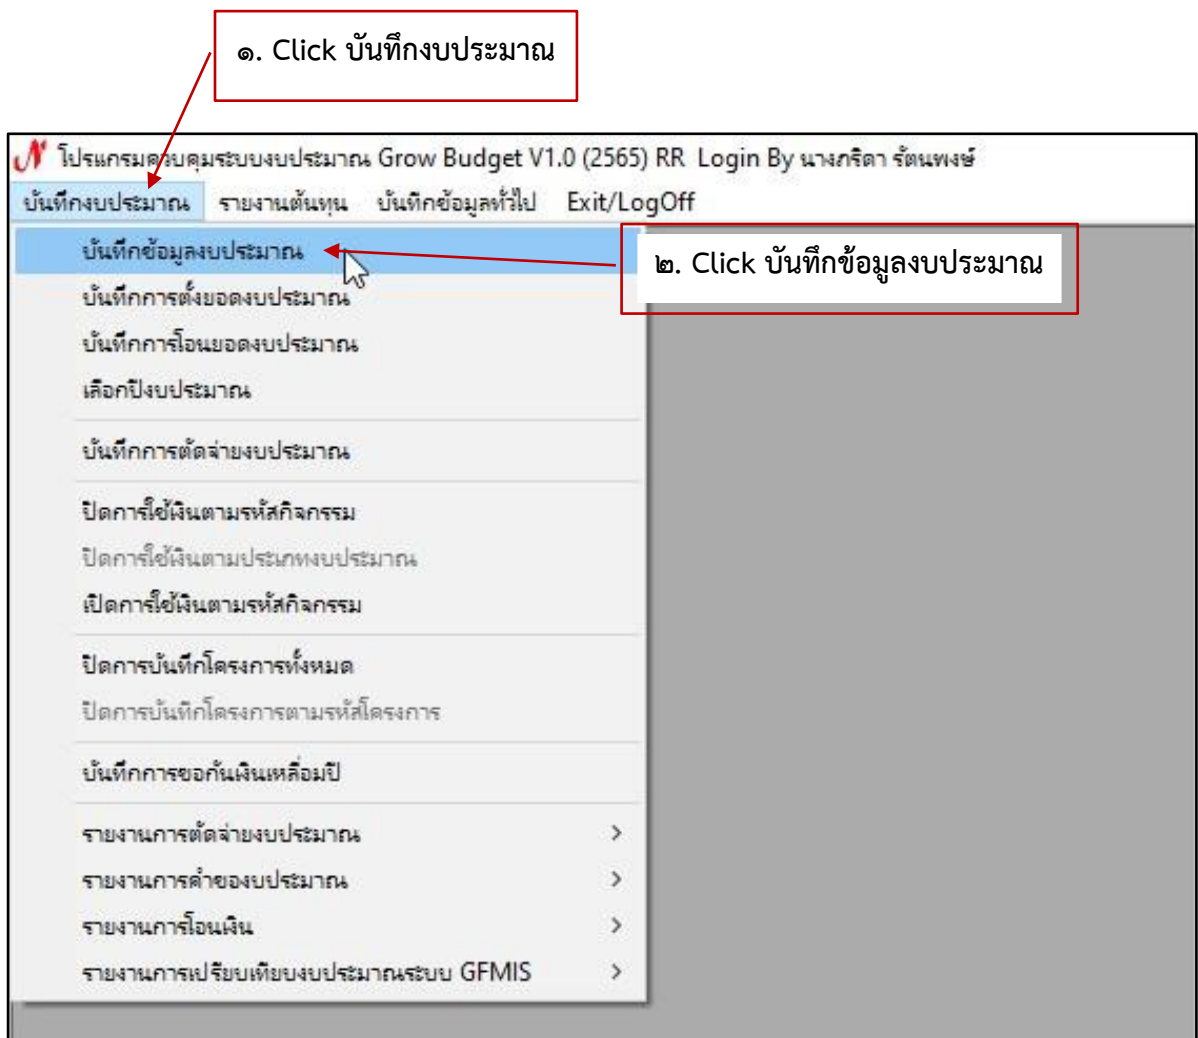 ๑. Click บันทึกงบประมาณ
โปรแกรมควบคุมระบบงบประมาณ Grow Budget V1.0 (2565) RR Login By นางภริดา รัตนพงษ์
บันทึกงบประมาณ รายงานต้นทุน บันทึกข้อมูลทั่วไป Exit/LogOff
บันทึกข้อมูลงบประมาณ
๒. Click บันทึกข้อมูลงบประมาณ
บันทึกการตั้งยอดงบประมาณ
บันทึกการโอนยอดงบประมาณ
เลือกปีงบประมาณ
บันทึกการตัดจ่ายงบประมาณ
ปิดการใช้เงินตามรหัสกิจกรรม
ปิดการใช้เงินตามประเภทงบประมาณ
เปิดการใช้เงินตามรหัสกิจกรรม
ปิดการบันทึกโครงการทั้งหมด
ปิดการบันทึกโครงการตามรหัสโครงการ
บันทึกการขอกันเงินเหลื่อมปี
รายงานการตัดจ่ายงบประมาณ
รายงานการคำของบประมาณ
รายงานการโอนเงิน
รายงานการเปรียบเทียบงบประมาณระบบ GFMIS